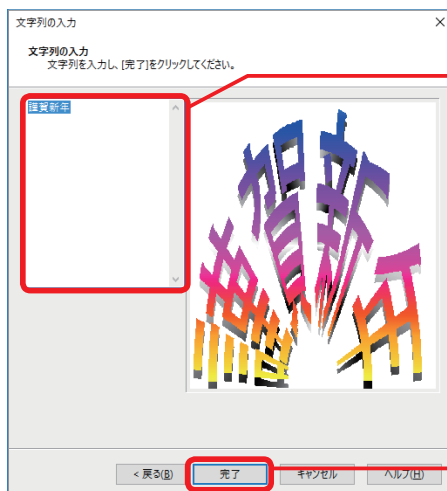 文字列の入力
文字列の入力
文字列を入力し、[完了]をクリックしてください。
謹賀新年
謹賀新年
< 戻る(B) 完了 キャンセル ヘルプ(H)